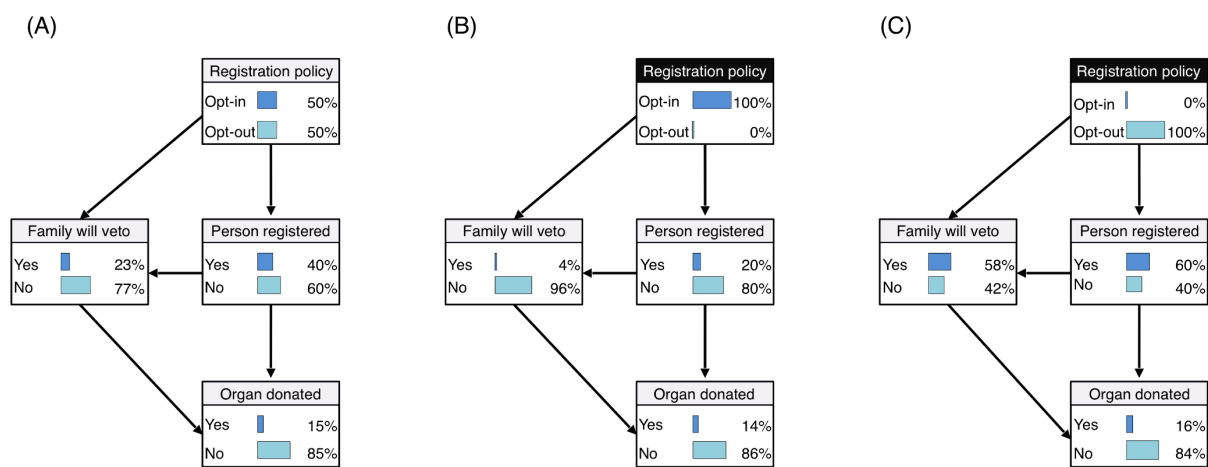 (A)
Registration policy
Opt-in 50%
Opt-out 50%
Family will veto
Yes 23%
No 77%
Person registered
Yes 40%
No 60%
Organ donated
Yes 15%
No 85%
(B)
Registration policy
Opt-in 100%
Opt-out 0%
Family will veto
Yes 4%
No 96%
Person registered
Yes 20%
No 80%
Organ donated
Yes 14%
No 86%
(C)
Registration policy
Opt-in 0%
Opt-out 100%
Family will veto
Yes 58%
No 42%
Person registered
Yes 60%
No 40%
Organ donated
Yes 16%
No 84%